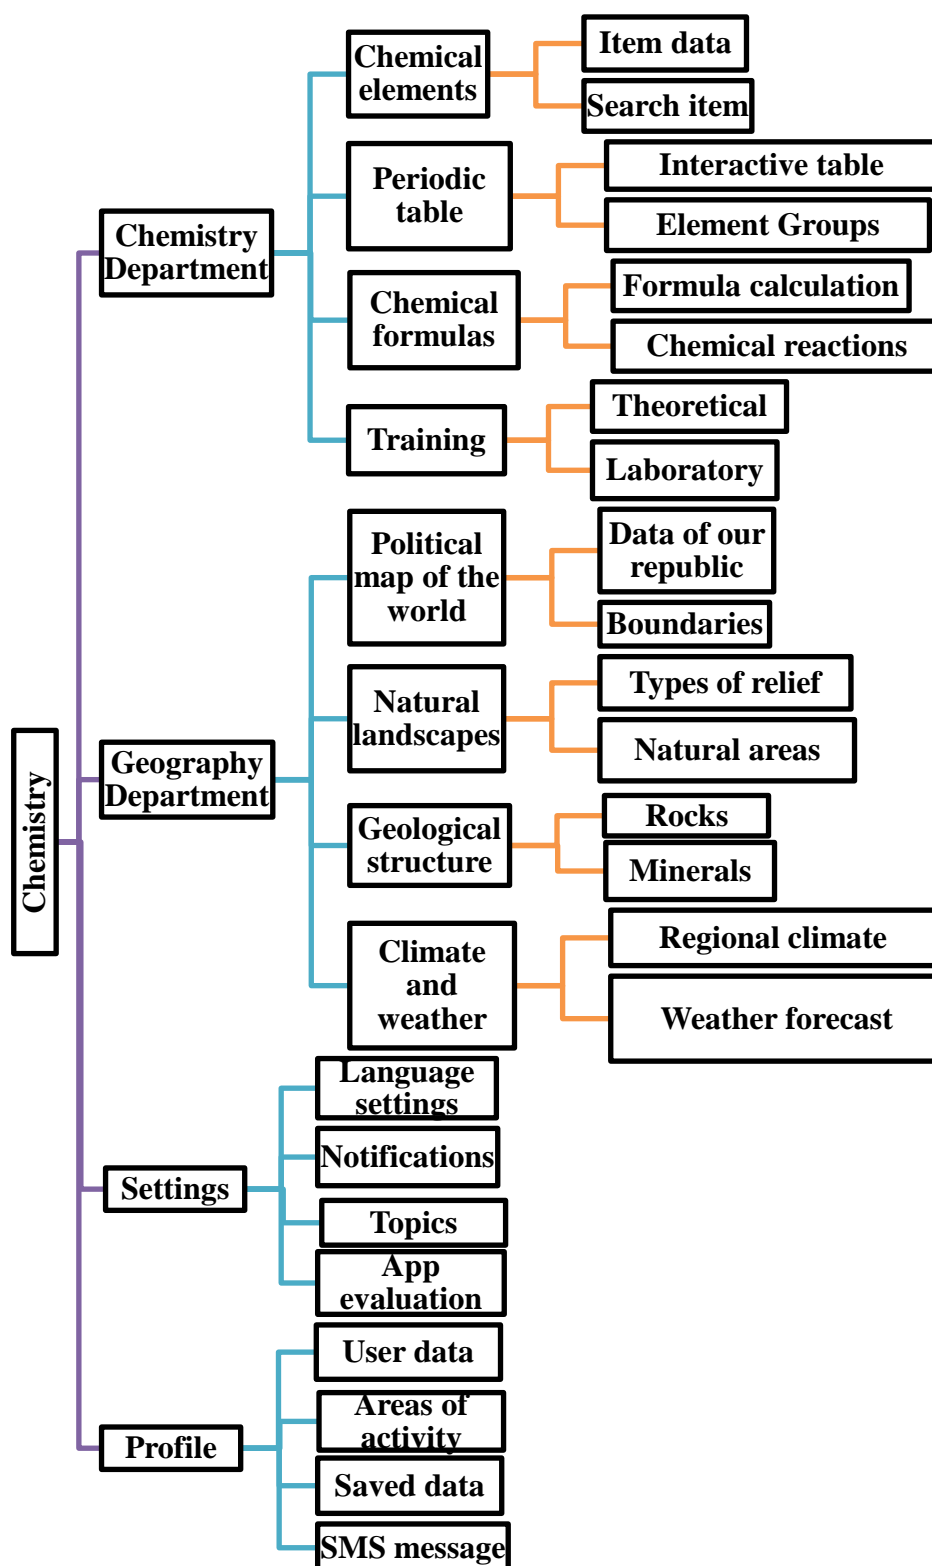 Chemistry
Chemistry
Department
Chemical
elements
Item data
Search item
Periodic
table
Interactive table
Element Groups
Chemical
formulas
Formula calculation
Chemical reactions
Training
Theoretical
Laboratory
Geography
Department
Political
map of the
world
Data of our
republic
Boundaries
Natural
landscapes
Types of relief
Natural areas
Geological
structure
Rocks
Minerals
Climate
and
weather
Regional climate
Weather forecast
Settings
Language
settings
Notifications
Topics
App
evaluation
Profile
User data
Areas of
activity
Saved data
SMS message